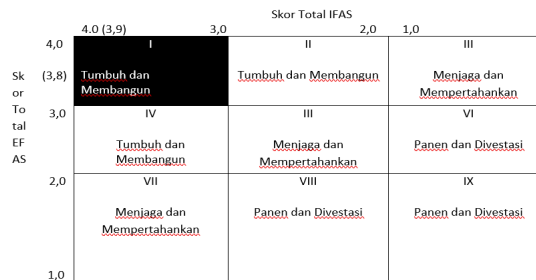 Skor Total IFAS
4.0 (3,9) 3,0 2,0 1,0
4,0 I II III
Sk or To tal EF AS
(3,8) Tumbuh dan Membangun Tumbuh dan Membangun Menjaga dan Mempertahankan
3,0 IV III VI
Tumbuh dan Membangun Menjaga dan Mempertahankan Panen dan Divestasi
2,0 VII VIII IX
Menjaga dan Mempertahankan Panen dan Divestasi Panen dan Divestasi
1,0